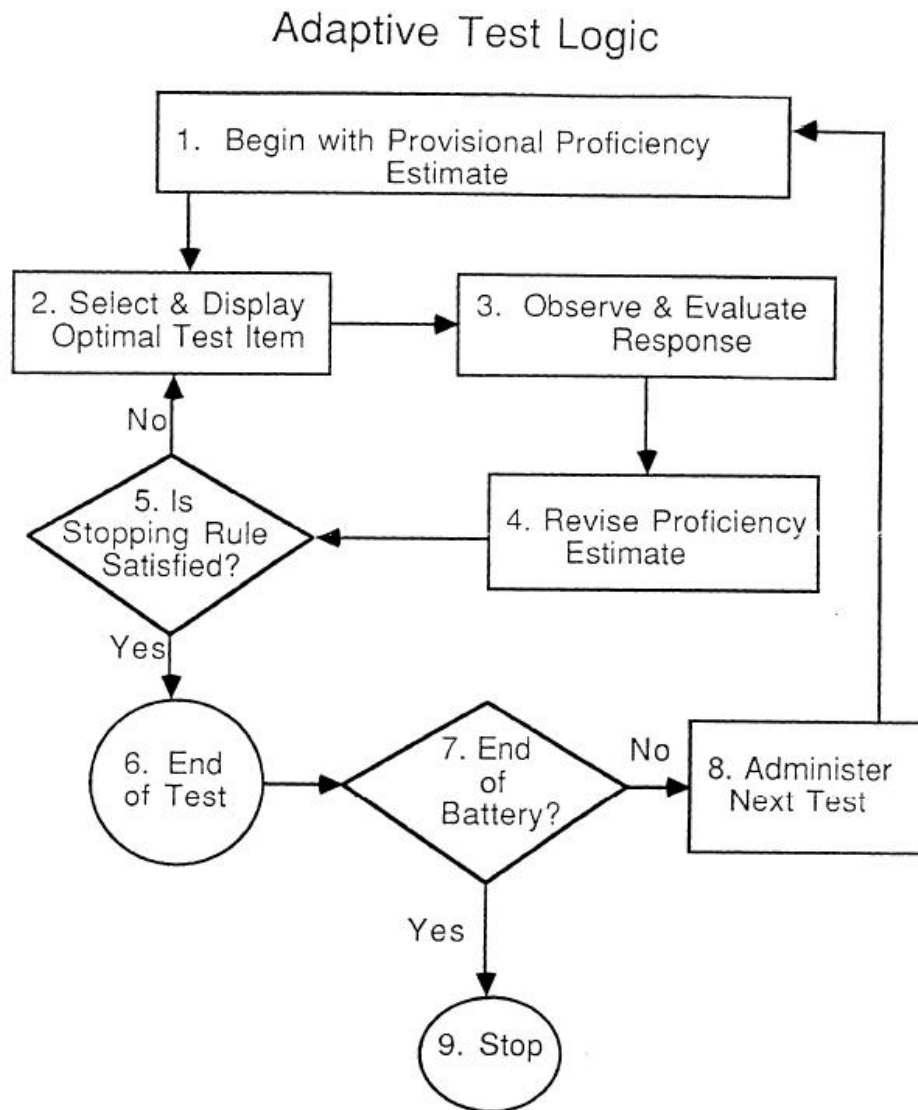 Adaptive Test Logic
1. Begin with Provisional Proficiency
Estimate
2. Select & Display
Optimal Test Item
3. Observe & Evaluate
Response
No
5. Is
Stopping Rule
Satisfied?
4. Revise Proficiency
Estimate
Yes
6. End
of Test
7. End
of
Battery?
No
8. Administer
Next Test
Yes
9. Stop